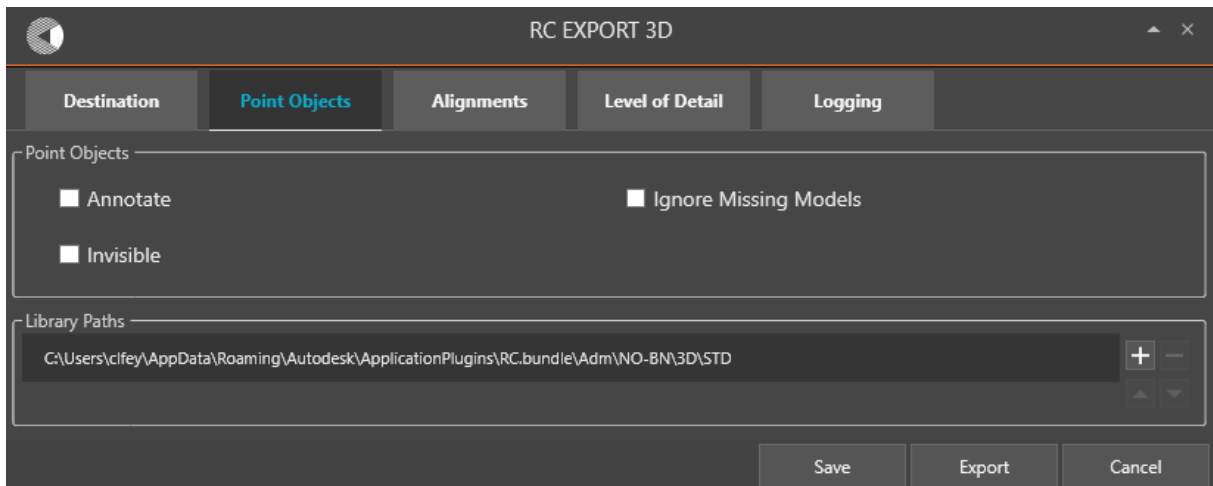 RC EXPORT 3D
Destination Point Objects Alignments Level of Detail Logging
Point Objects
Annotate Ignore Missing Models
Invisible
Library Paths
C:\Users\clfey\AppData\Roaming\Autodesk\ApplicationPlugins\RC.bundle\Adm\NO-BN\3D\STD
Save Export Cancel